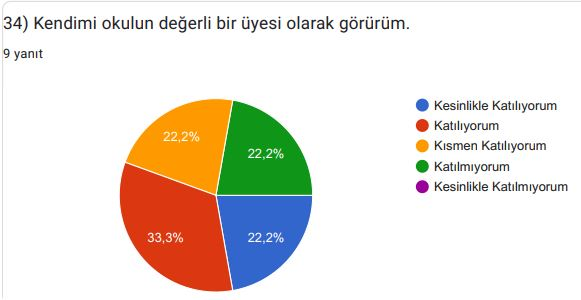 34) Kendimi okulun değerli bir üyesi olarak görürüm.
9 yanıt
Kesinlikle Katılıyorum
Katılıyorum
Kısmen Katılıyorum
Katılmıyorum
Kesinlikle Katılmıyorum
22,2%
22,2%
33,3%
22,2%